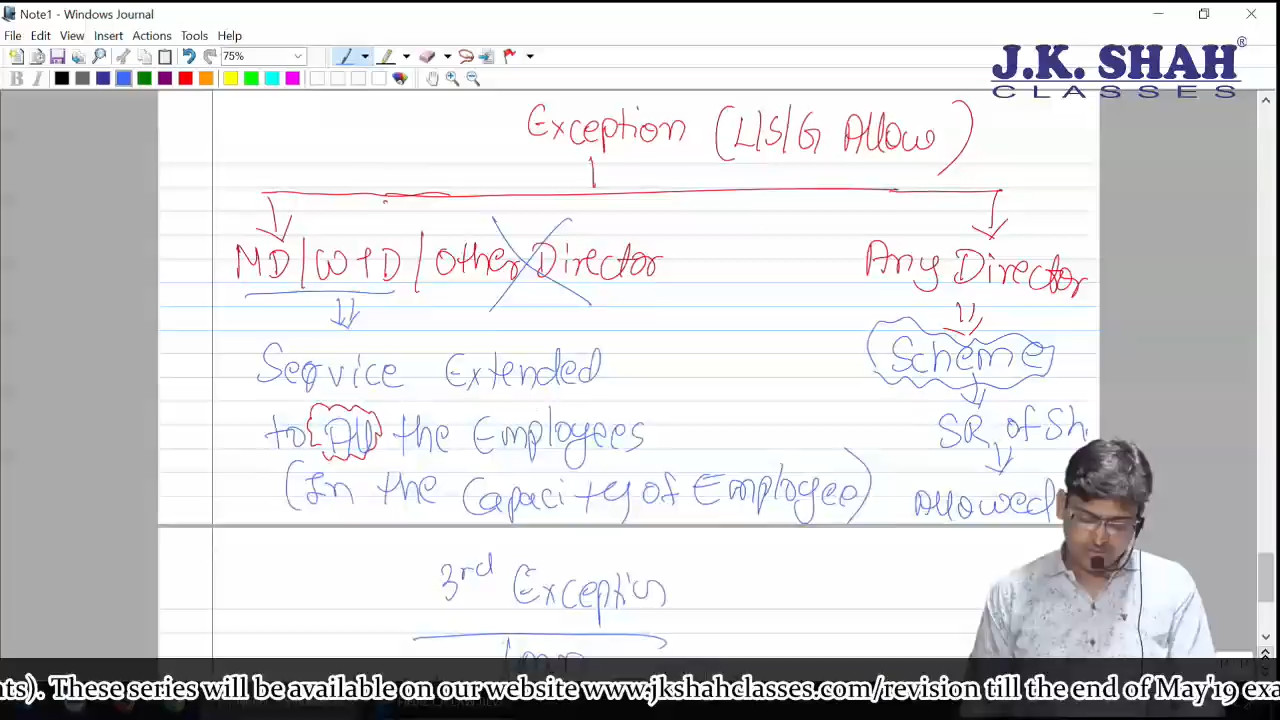 Note1 - Windows Journal
File Edit View Insert Actions Tools Help
75%
B I
J.K. SHAH®
CLASSES
Exception (L/S/G Allow)
MD/WTD/Other Director
Any Director
Service Extended
Scheme
to All the Employees
SR of Sh
(In the Capacity of Employee)
Allowed
3rd Exception
Loan
nts). These series will be available on our website www.jkshahclasses.com/revision till the end of May'19 exa